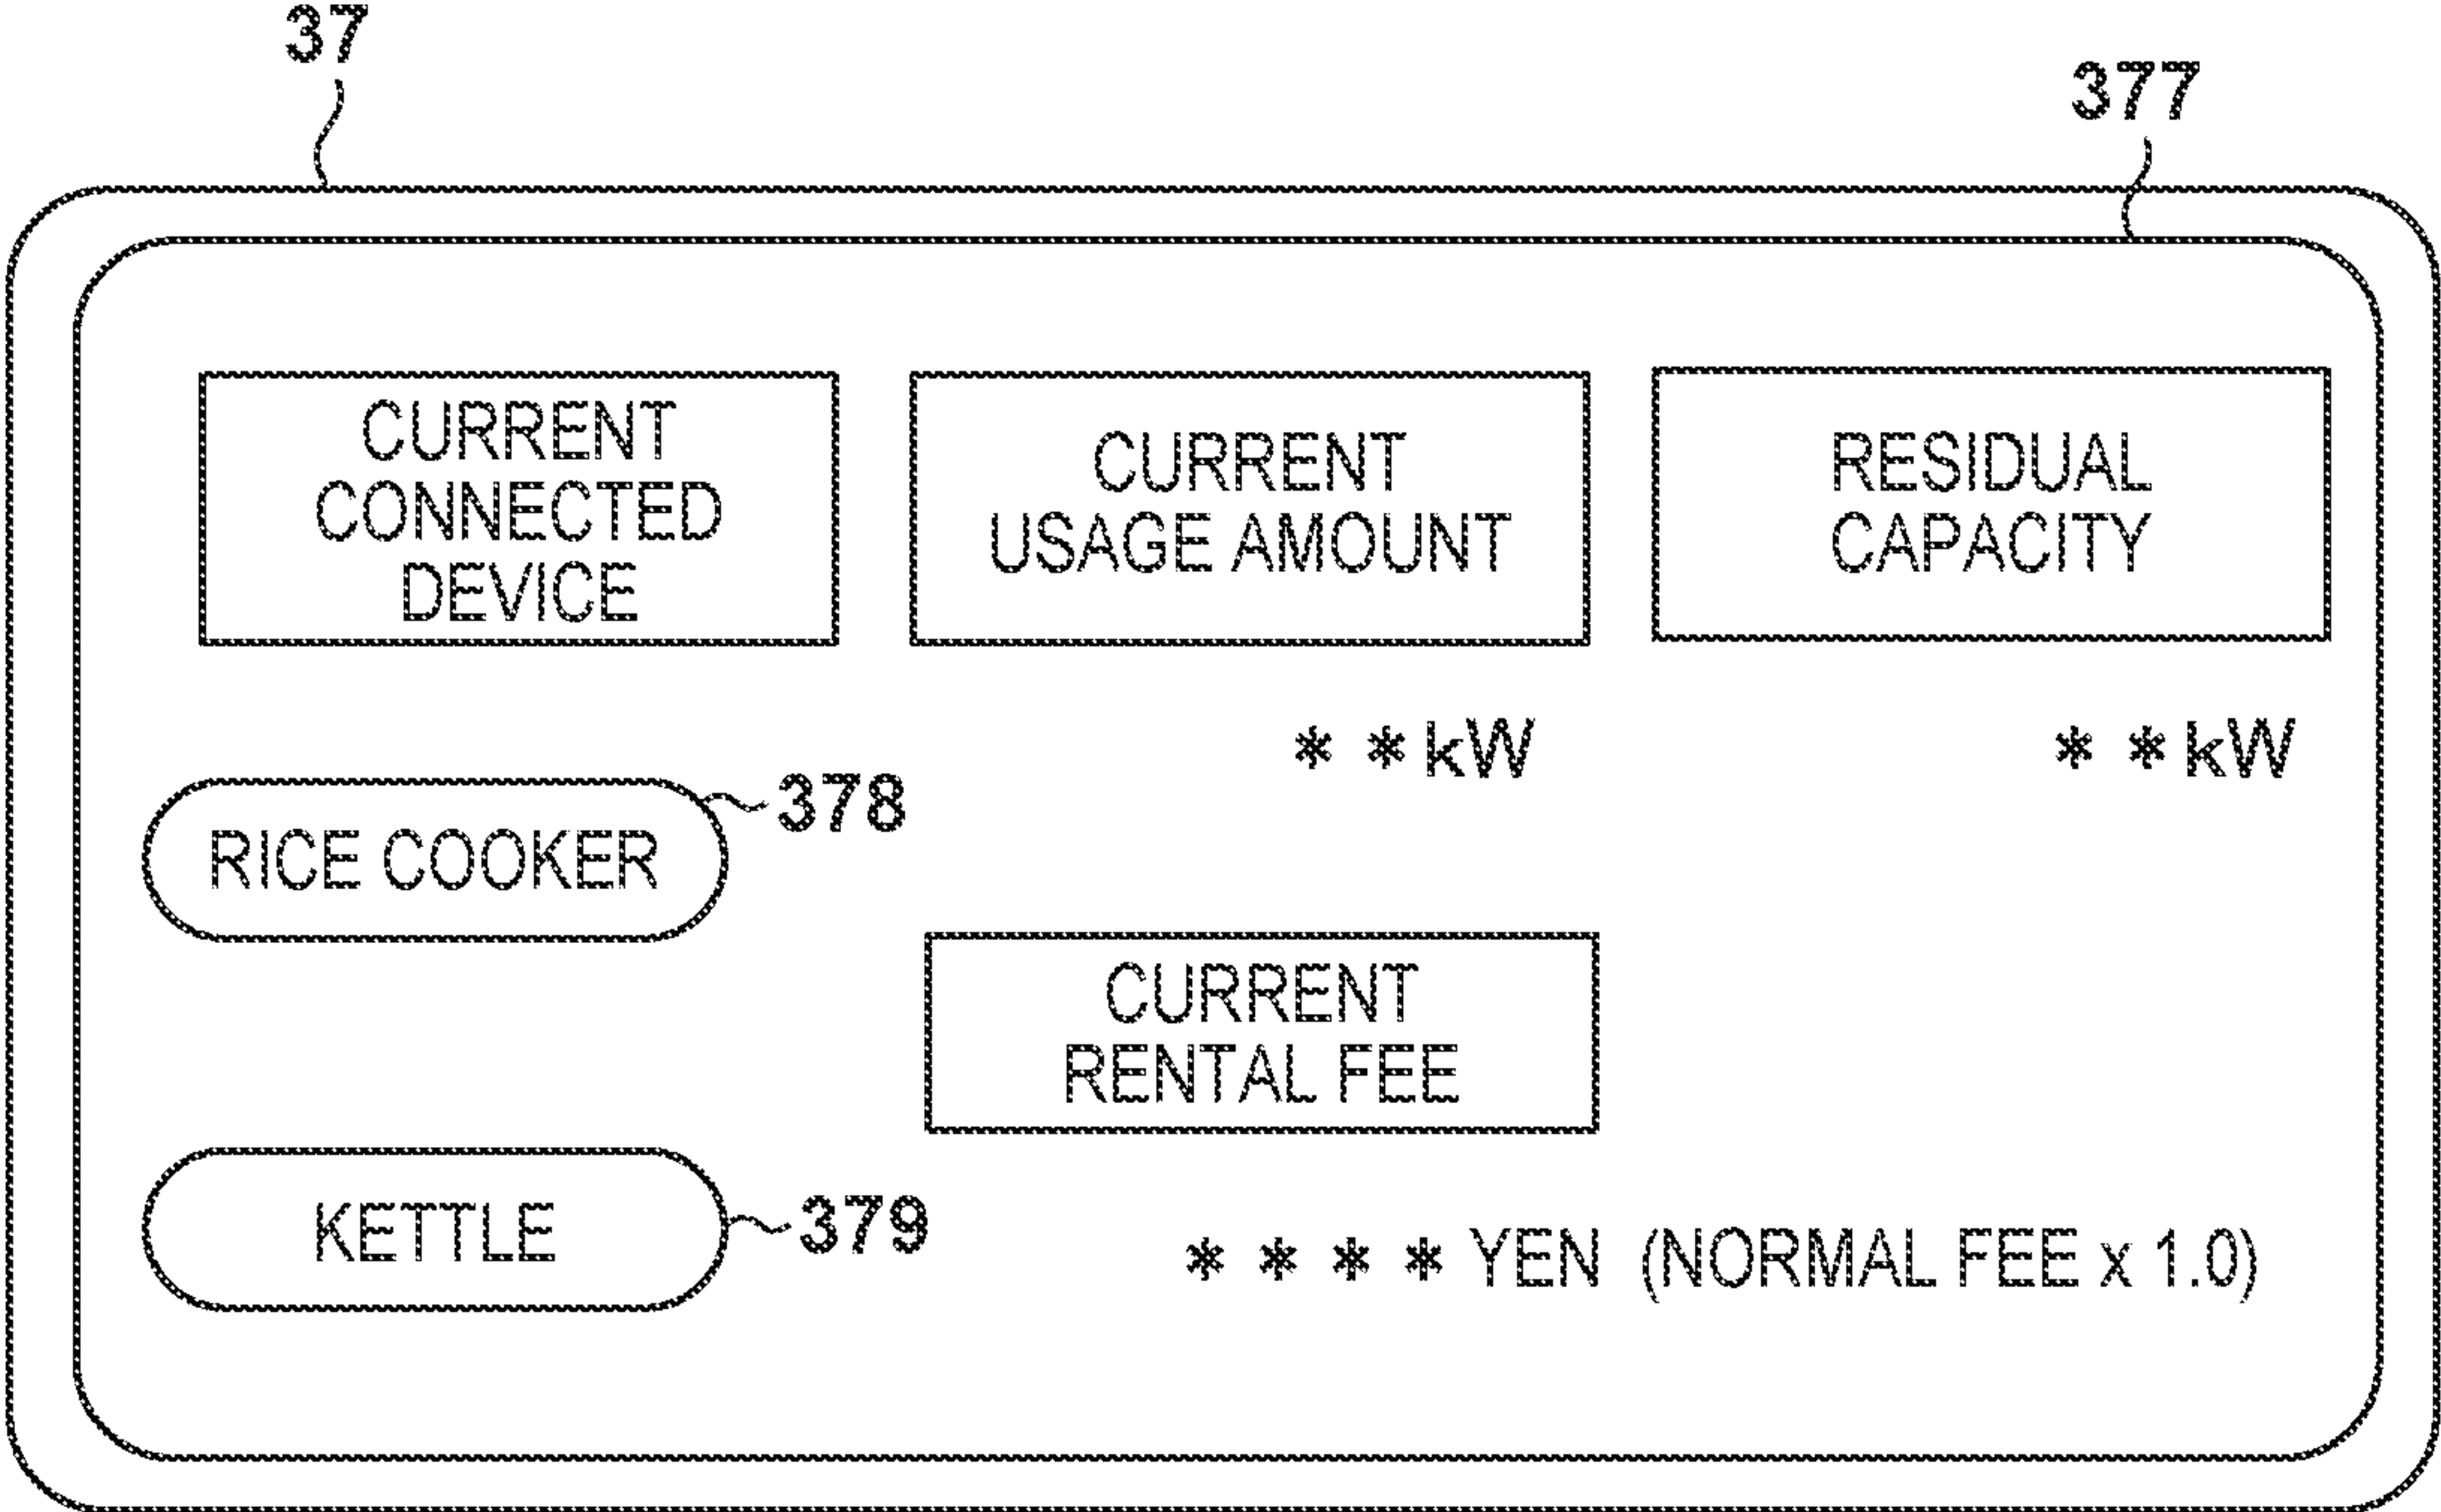 37
377
CURRENT
CONNECTED
DEVICE
CURRENT
USAGE AMOUNT
RESIDUAL
CAPACITY
* * kW
* * kW
378
RICE COOKER
CURRENT
RENTAL FEE
KETTLE
379
* * * * YEN (NORMAL FEE x 1.0)